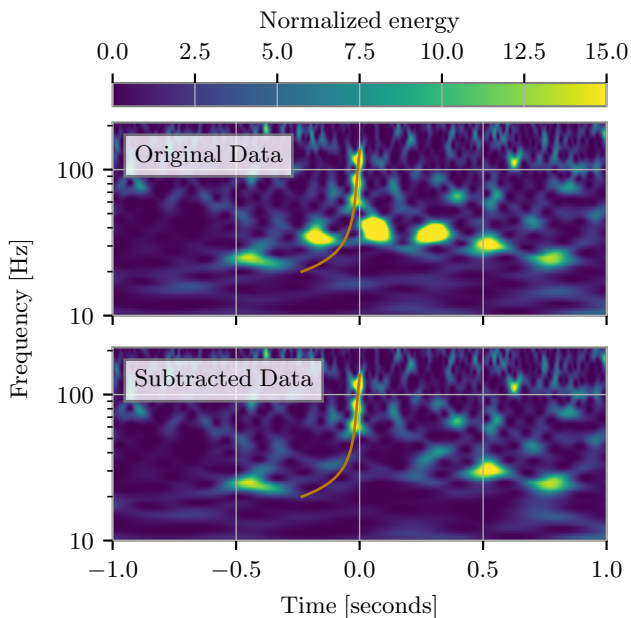 Normalized energy
0.0 2.5 5.0 7.5 10.0 12.5 15.0
Original Data
100
10
Frequency [Hz]
Subtracted Data
100
10
−1.0 −0.5 0.0 0.5 1.0
Time [seconds]